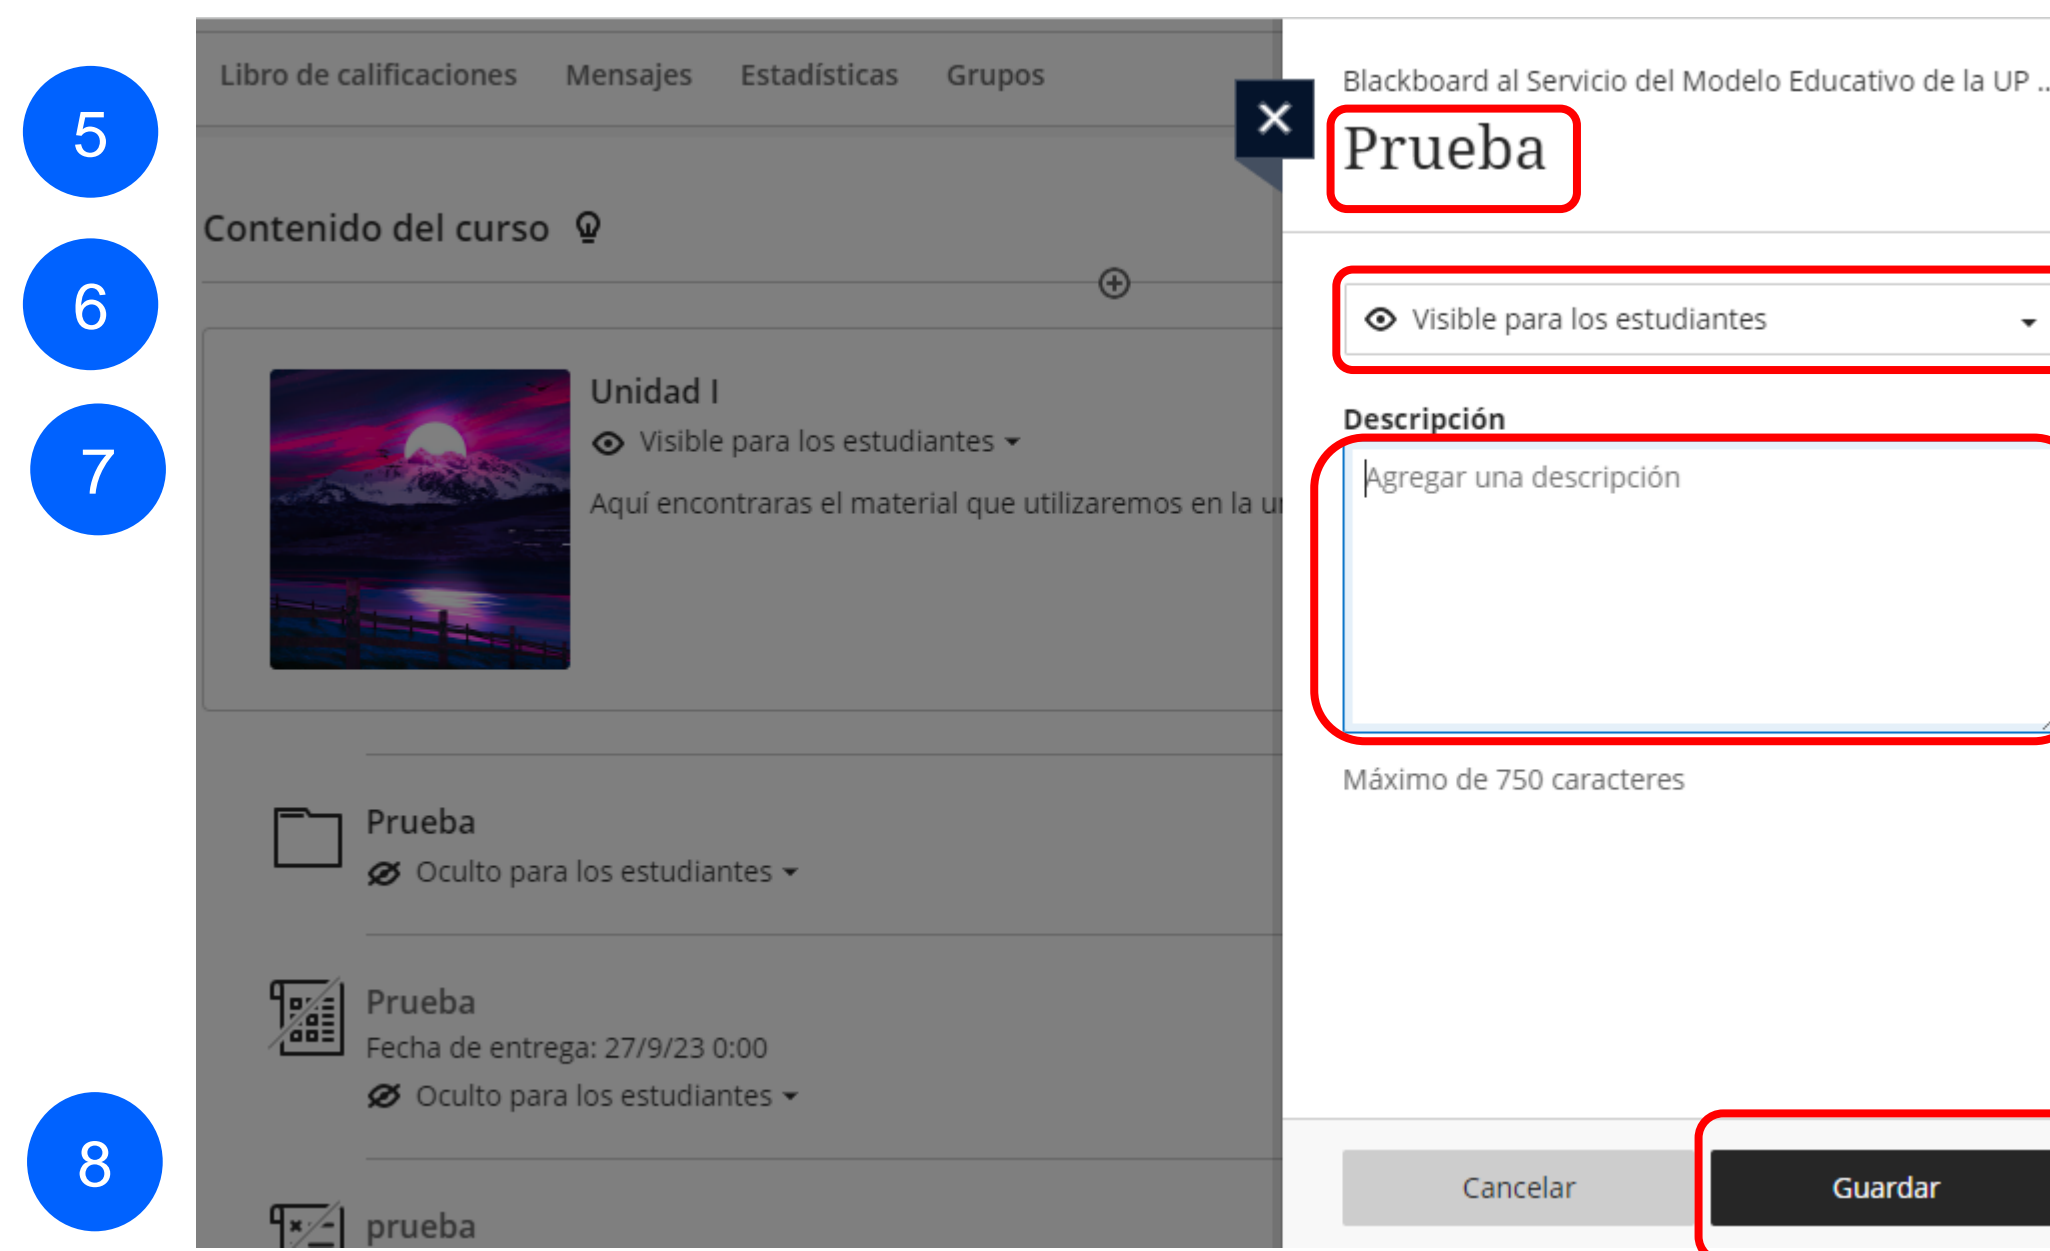 5
6
7
8
Libro de calificaciones Mensajes Estadísticas Grupos
Contenido del curso
Unidad I
Visible para los estudiantes
Aquí encontraras el material que utilizaremos en la
Prueba
Oculto para los estudiantes
Prueba
Fecha de entrega: 27/9/23 0:00
Oculto para los estudiantes
prueba
Blackboard al Servicio del Modelo Educativo de la UP ..
Prueba
Visible para los estudiantes
Descripción
Agregar una descripción
Máximo de 750 caracteres
Cancelar Guardar